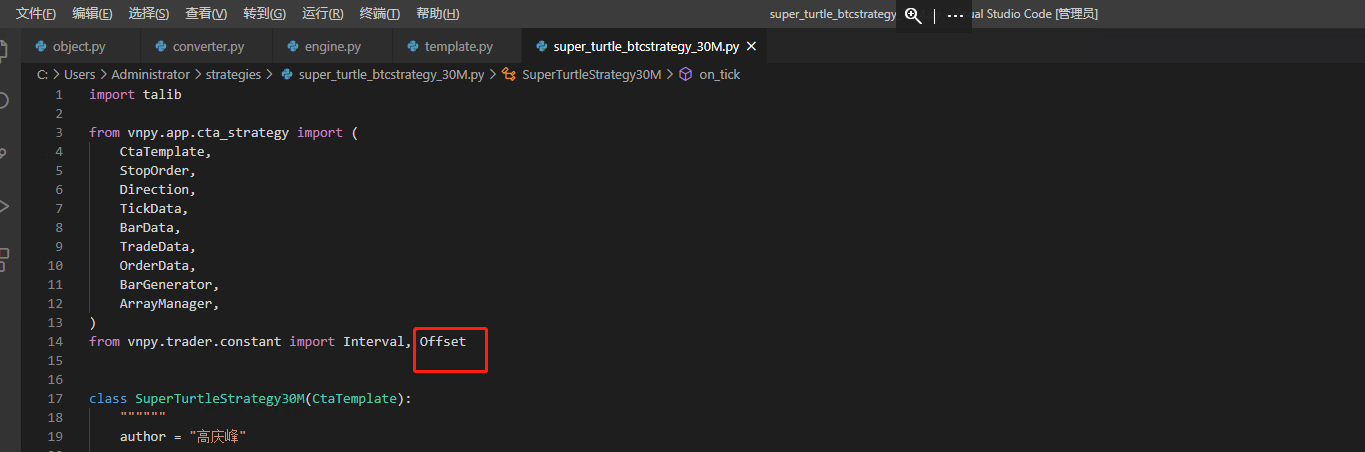 文件(F) 编辑(E) 选择(S) 查看(V) 转到(G) 运行(R) 终端(T) 帮助(H) super_turtle_btcstrategy ual Studio Code [管理员]
object.py converter.py engine.py template.py super_turtle_btcstrategy_30M.py
C: > Users > Administrator > strategies > super_turtle_btcstrategy_30M.py > SuperTurtleStrategy30M > on_tick
1 import talib
2
3 from vnpy.app.cta_strategy import (
4 CtaTemplate,
5 StopOrder,
6 Direction,
7 TickData,
8 BarData,
9 TradeData,
10 OrderData,
11 BarGenerator,
12 ArrayManager,
13 )
14 from vnpy.trader.constant import Interval, Offset
15
16
17 class SuperTurtleStrategy30M(CtaTemplate):
18 """"""
19 author = "高庆峰"